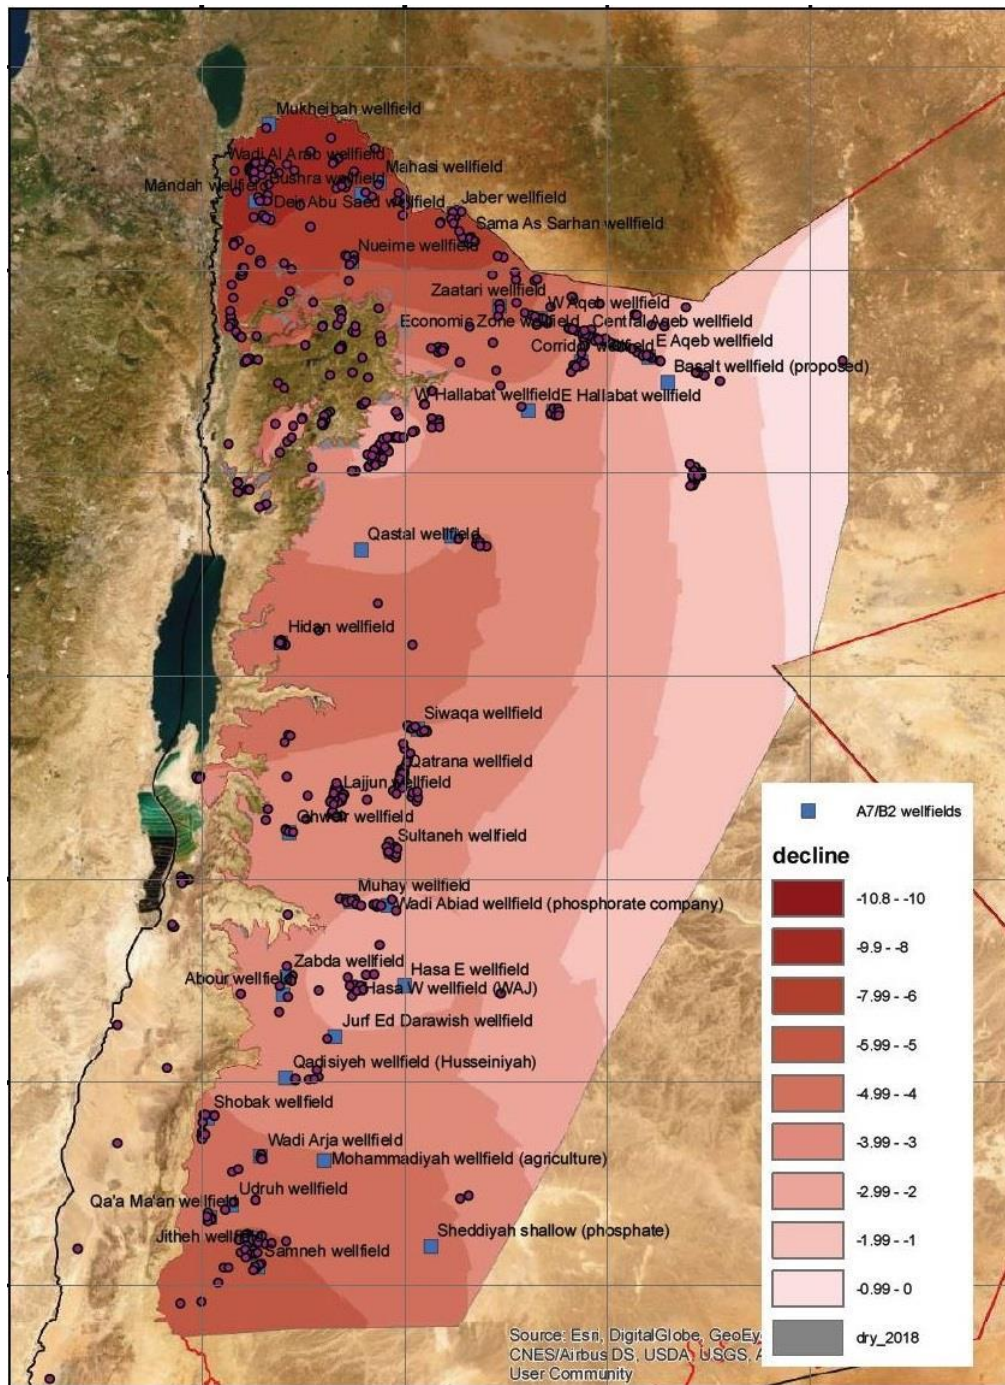 Mukheibah wellfield
Wadi Al Arab wellfield
Mahasi wellfield
Bushra wellfield
Mandah wellfield
Deir Abu Saed wellfield
Jaber wellfield
Sama As Sarhan wellfield
Nueime wellfield
Zaatari wellfield
W Aqeb wellfield
Economic Zone wellfield
Central Aqeb wellfield
Corridor wellfield
E Aqeb wellfield
Basalt wellfield (proposed)
W Hallabat wellfield
E Hallabat wellfield
Qastal wellfield
Hidan wellfield
Siwaqa wellfield
Qatrana wellfield
Lajjun wellfield
Ghweir wellfield
Sultaneh wellfield
Muhay wellfield
Wadi Abiad wellfield (phosphorate company)
Zabda wellfield
Abour wellfield
Hasa E wellfield
Hasa W wellfield (WAJ)
Jurf Ed Darawish wellfield
Qadisiyeh wellfield (Husseiniyah)
Shobak wellfield
Wadi Arja wellfield
Mohammadiyah wellfield (agriculture)
Udruh wellfield
Qa'a Ma'an wellfield
Jitheh wellfield
Samneh wellfield
Sheddiyah shallow (phosphate)
A7/B2 wellfields
decline
-10.8 - -10
-9.9 - -8
-7.99 - -6
-5.99 - -5
-4.99 - -4
-3.99 - -3
-2.99 - -2
-1.99 - -1
-0.99 - 0
dry_2018
Source: Esri, DigitalGlobe, GeoEy
CNES/Airbus DS, USDA, USGS, A
User Community